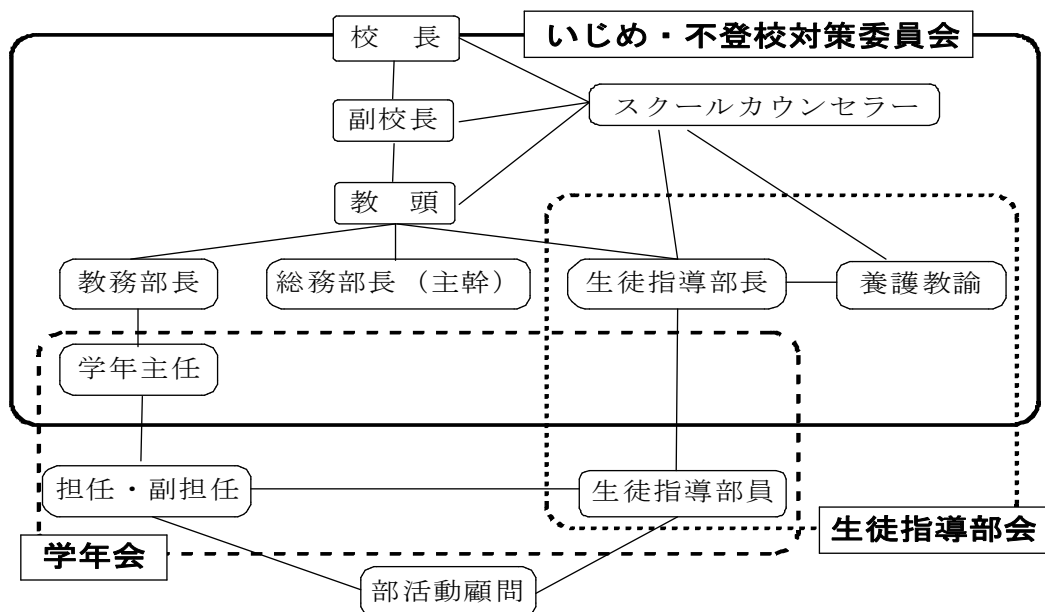 校　長
いじめ・不登校対策委員会
スクールカウンセラー
副校長
教　頭
教務部長
総務部長（主幹）
生徒指導部長
養護教諭
学年主任
担任・副担任
生徒指導部員
生徒指導部会
学年会
部活動顧問